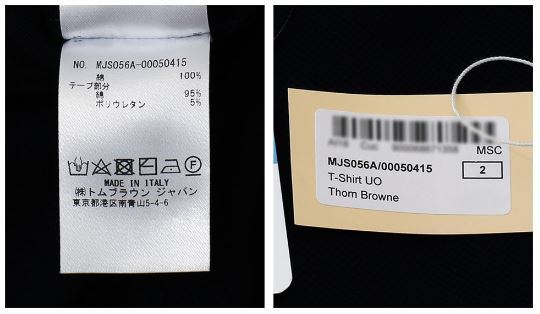 NO. MJS056A-00050415
綿 100%
テープ部分
綿 95%
ポリウレタン 5%
MADE IN ITALY
(株)トムブラウン ジャパン
東京都区南青山5-4-6
MSC
MJS056A/00050415
2
T-Shirt UO
Thom Browne